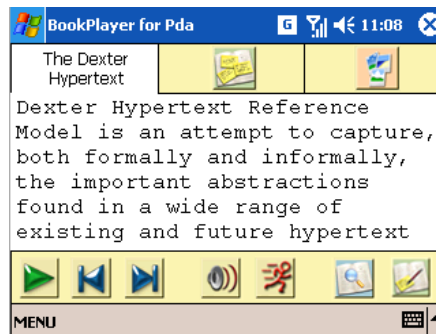 BookPlayer for Pda
G
11:08
The Dexter
Hypertext
Dexter Hypertext Reference
Model is an attempt to capture,
both formally and informally,
the important abstractions
found in a wide range of
existing and future hypertext
MENU